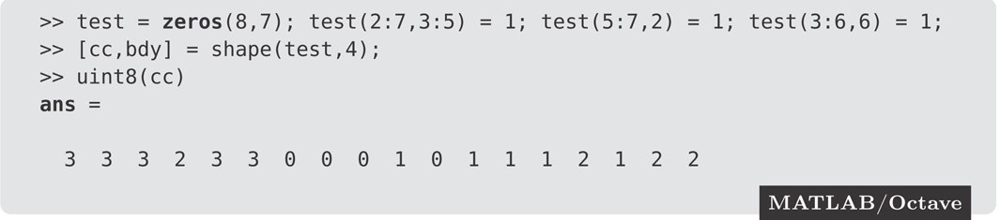 >> test = zeros(8,7); test(2:7,3:5) = 1; test(5:7,2) = 1; test(3:6,6) = 1;
>> [cc,bdy] = shape(test,4);
>> uint8(cc)
ans =
3 3 3 2 3 3 0 0 0 1 0 1 1 1 2 1 2 2
MATLAB/Octave